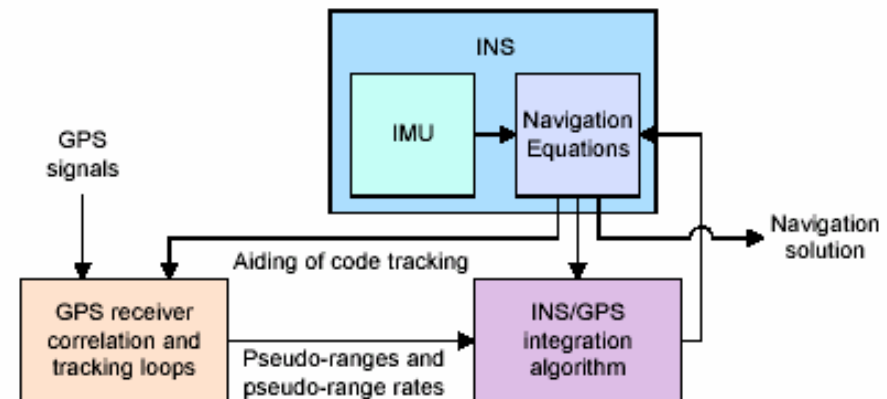 INS
IMU
Navigation
Equations
GPS
signals
Navigation
solution
Aiding of code tracking
GPS receiver
correlation and
tracking loops
Pseudo-ranges and
pseudo-range rates
INS/GPS
integration
algorithm